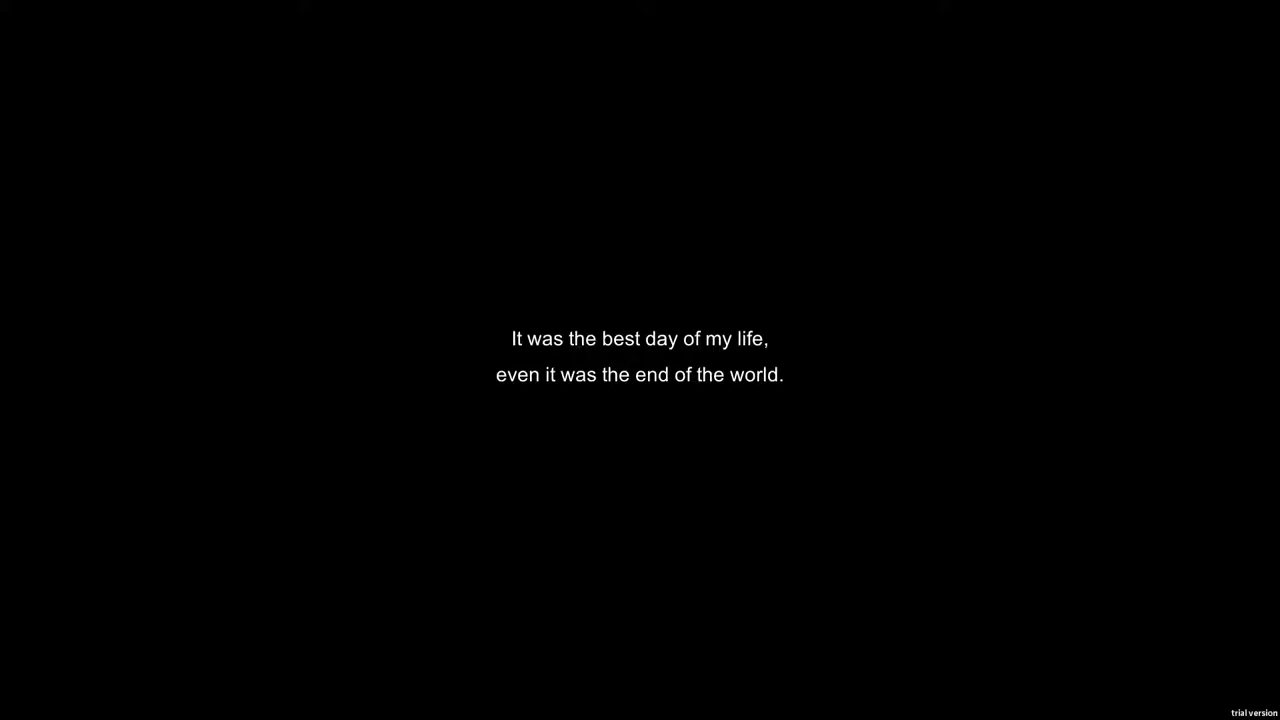 It was the best day of my life,
even it was the end of the world.
trial version